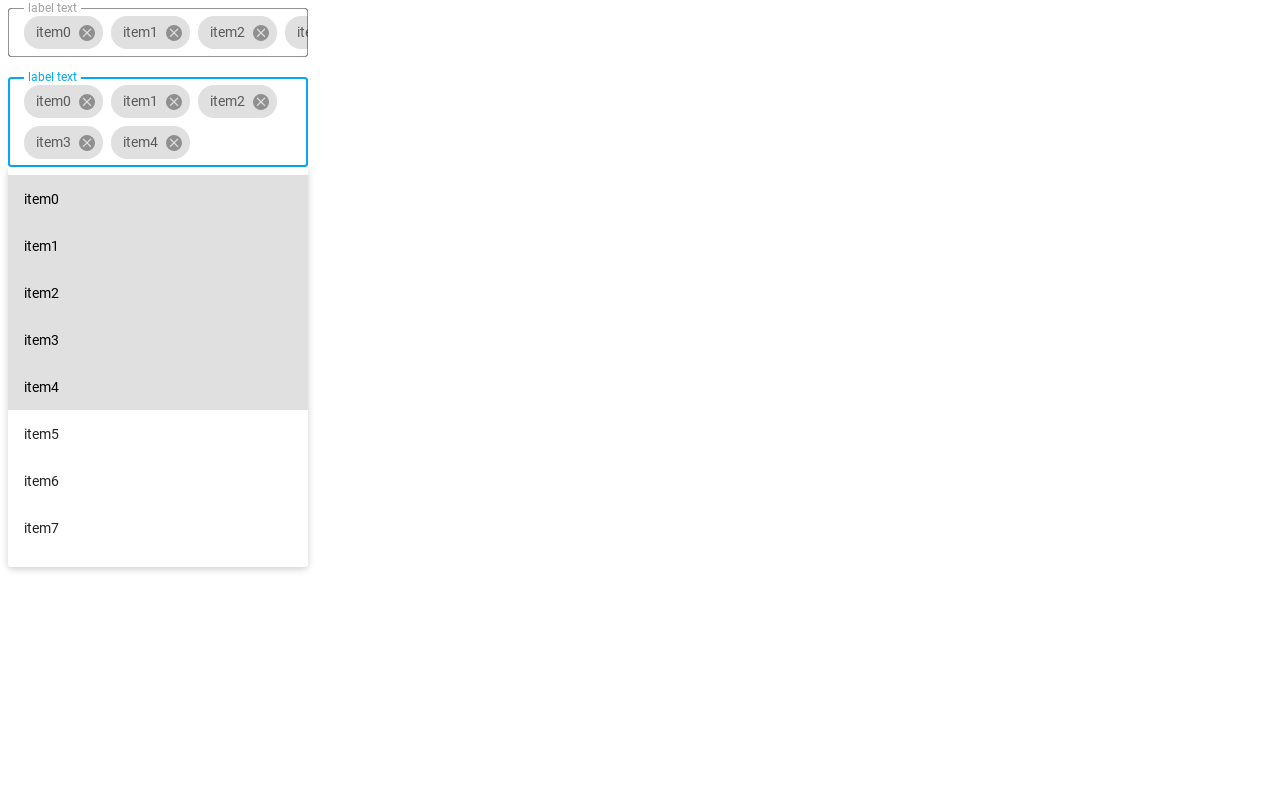 label text
item0 item1 item2 ite
label text
item0 item1 item2
item3 item4
item0
item1
item2
item3
item4
item5
item6
item7